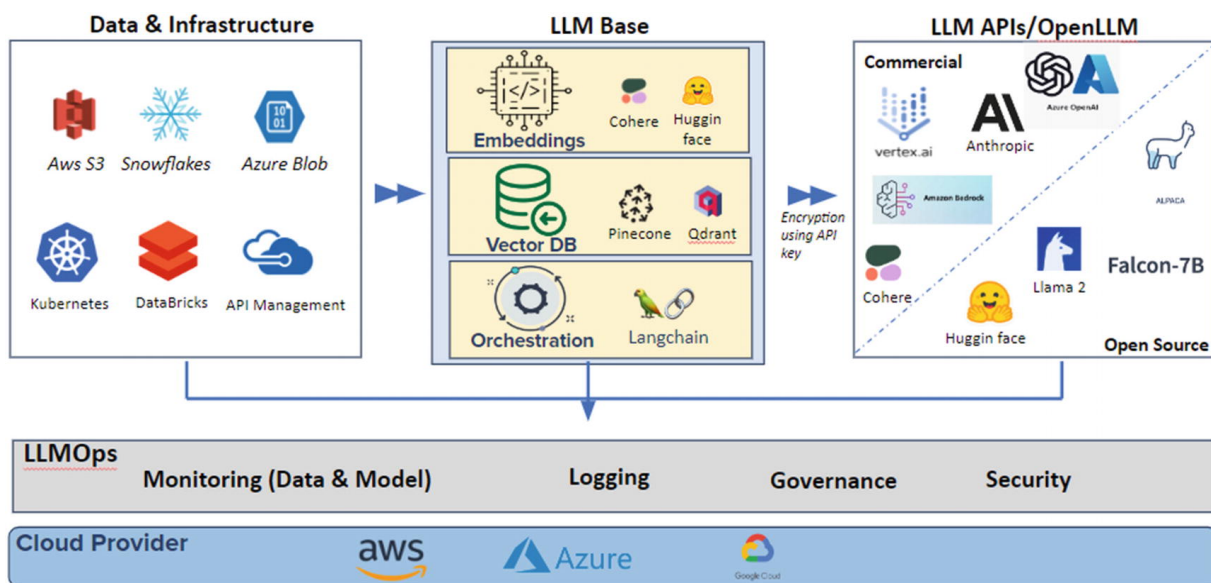 Data & Infrastructure
Aws S3
Snowflakes
Azure Blob
10
01
Kubernetes
DataBricks
API Management
LLM Base
</>
Embeddings
Cohere
Huggin
face
Vector DB
Pinecone
Qdrant
Orchestration
Langchain
Encryption
using API
key
LLM APIs/OpenLLM
Commercial
Azure OpenAI
vertex.ai
Anthropic
Amazon Bedrock
ALPACA
Cohere
Llama 2
Falcon-7B
Huggin face
Open Source
LLMOps
Monitoring (Data & Model)
Logging
Governance
Security
Cloud Provider
aws
Azure
Google Cloud